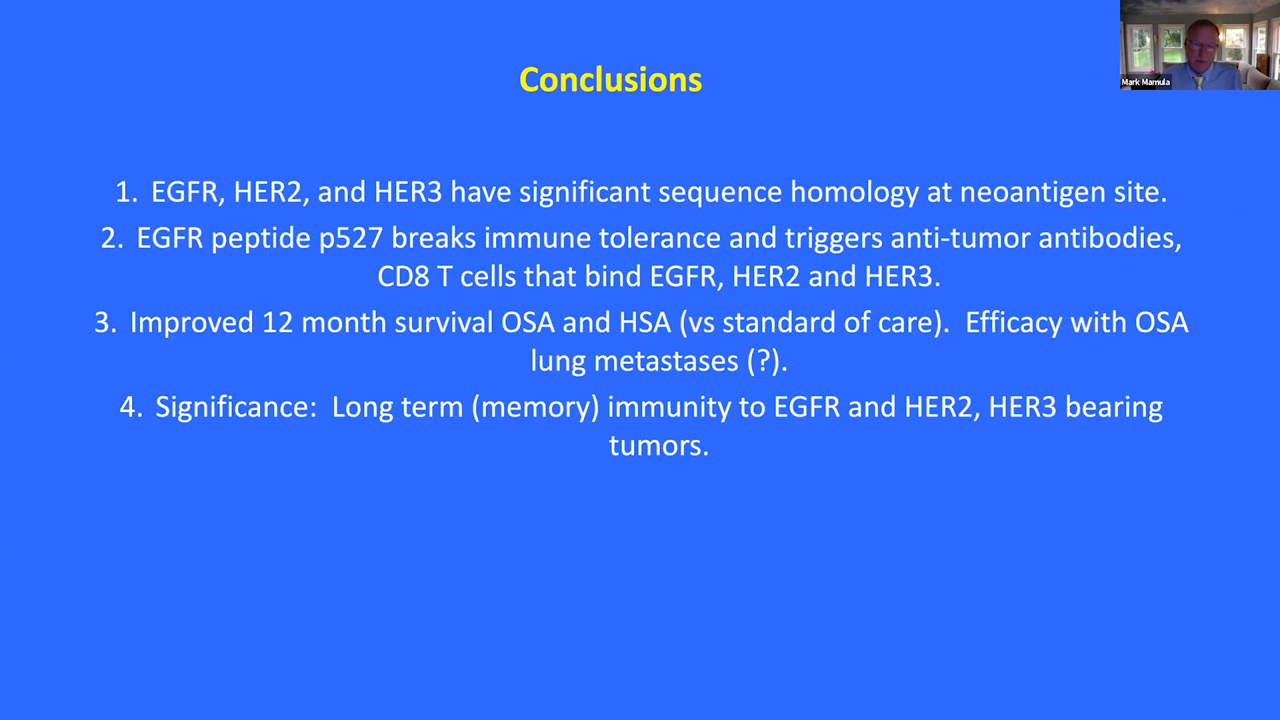 Mark Mamula
Conclusions
1. EGFR, HER2, and HER3 have significant sequence homology at neoantigen site.
2. EGFR peptide p527 breaks immune tolerance and triggers anti-tumor antibodies,
CD8 T cells that bind EGFR, HER2 and HER3.
3. Improved 12 month survival OSA and HSA (vs standard of care). Efficacy with OSA
lung metastases (?).
4. Significance: Long term (memory) immunity to EGFR and HER2, HER3 bearing
tumors.